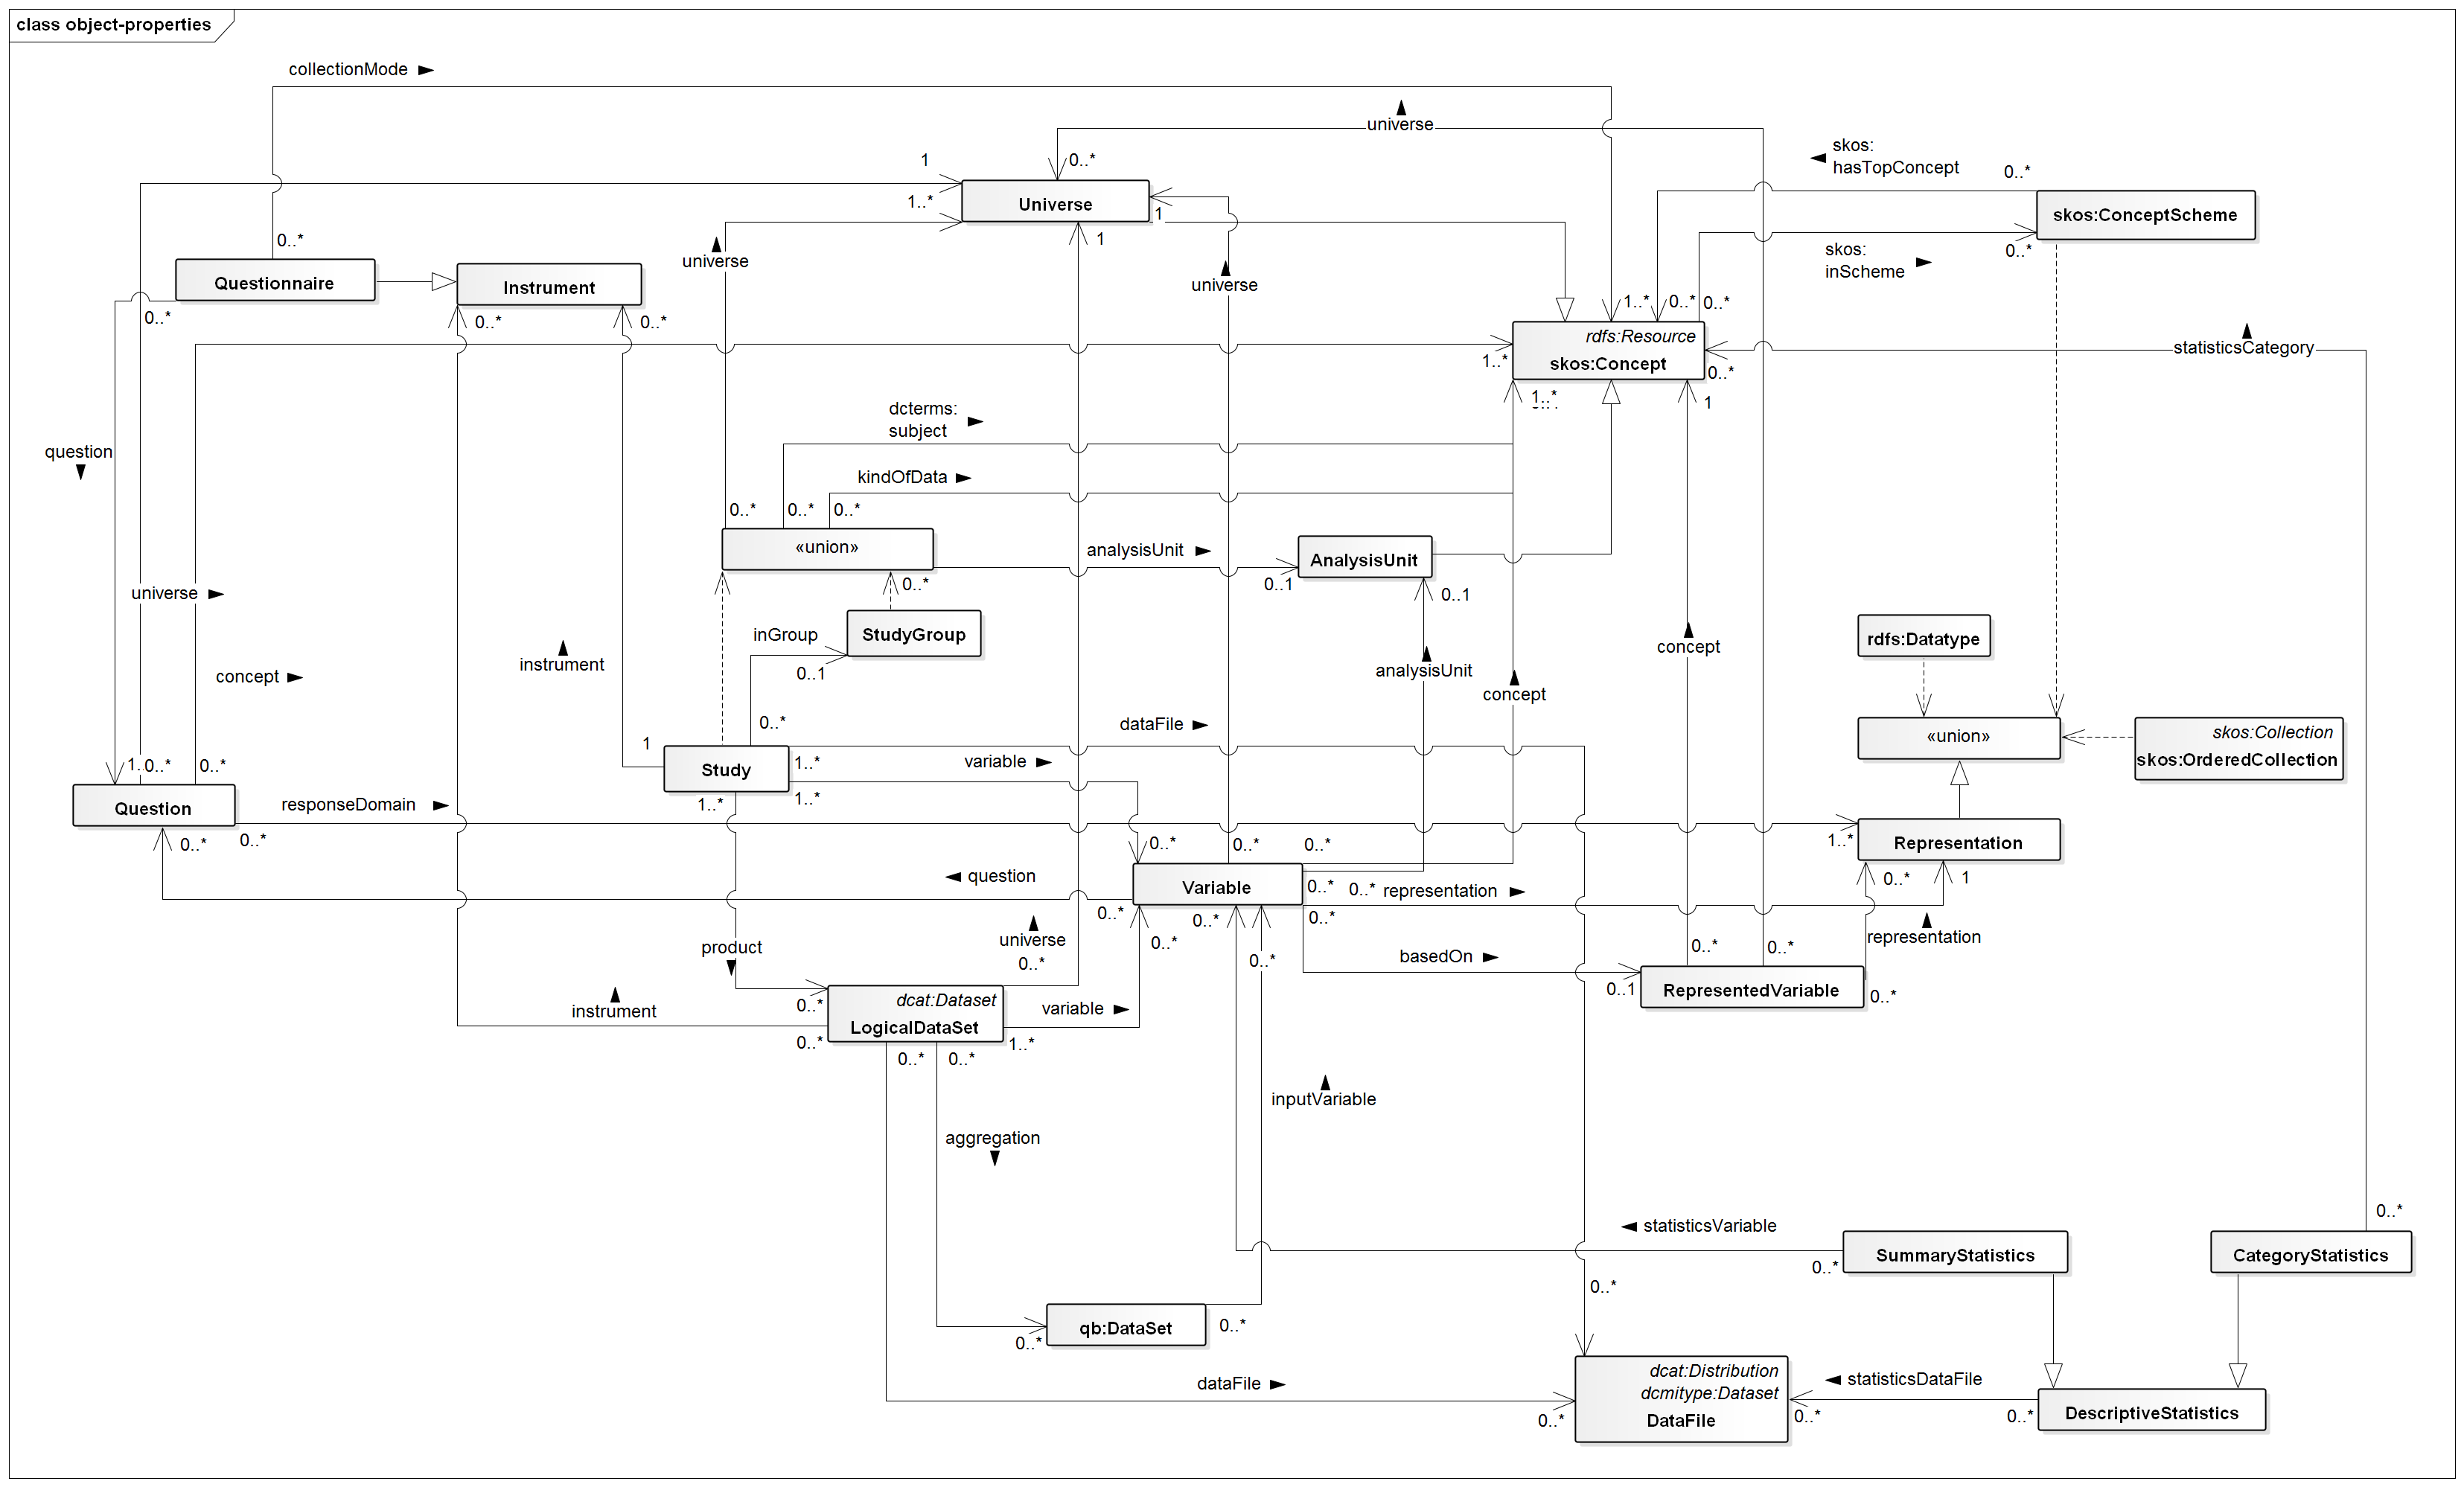 class object-properties
collectionMode
universe
skos:
hasTopConcept
0..*
1
0..*
1..*
Universe
1
skos:ConceptScheme
0..*
universe
1
skos:
inScheme
0..*
0..*
Questionnaire
Instrument
universe
0..*
0..*
0..*
1..*
0..*
0..*
rdfs:Resource
skos:Concept
1..*
0..*
statisticsCategory
1..*
1
dcterms:
subject
question
kindOfData
0..*
0..*
0..*
«union»
analysisUnit
AnalysisUnit
0..1
0..*
0..1
universe
inGroup
StudyGroup
0..1
rdfs:Datatype
instrument
concept
analysisUnit
concept
concept
0..*
dataFile
«union»
skos:Collection
skos:OrderedCollection
1
Study
1..*
variable
1..*
1..*
0..*
0..*
Question
responseDomain
1..*
0..*
0..*
0..*
0..*
0..*
1..*
Representation
question
Variable
0..*
0..*
representation
0..*
1
0..*
0..*
0..*
0..*
product
universe
0..*
0..*
0..*
basedOn
0..*
0..*
representation
RepresentedVariable
0..1
0..*
instrument
0..*
dcat:Dataset
LogicalDataSet
variable
0..*
1..*
0..*
0..*
inputVariable
aggregation
statisticsVariable
0..*
SummaryStatistics
0..*
CategoryStatistics
0..*
qb:DataSet
0..*
0..*
dataFile
0..*
dcat:Distribution
dcmitype:Dataset
DataFile
statisticsDataFile
0..*
0..*
DescriptiveStatistics